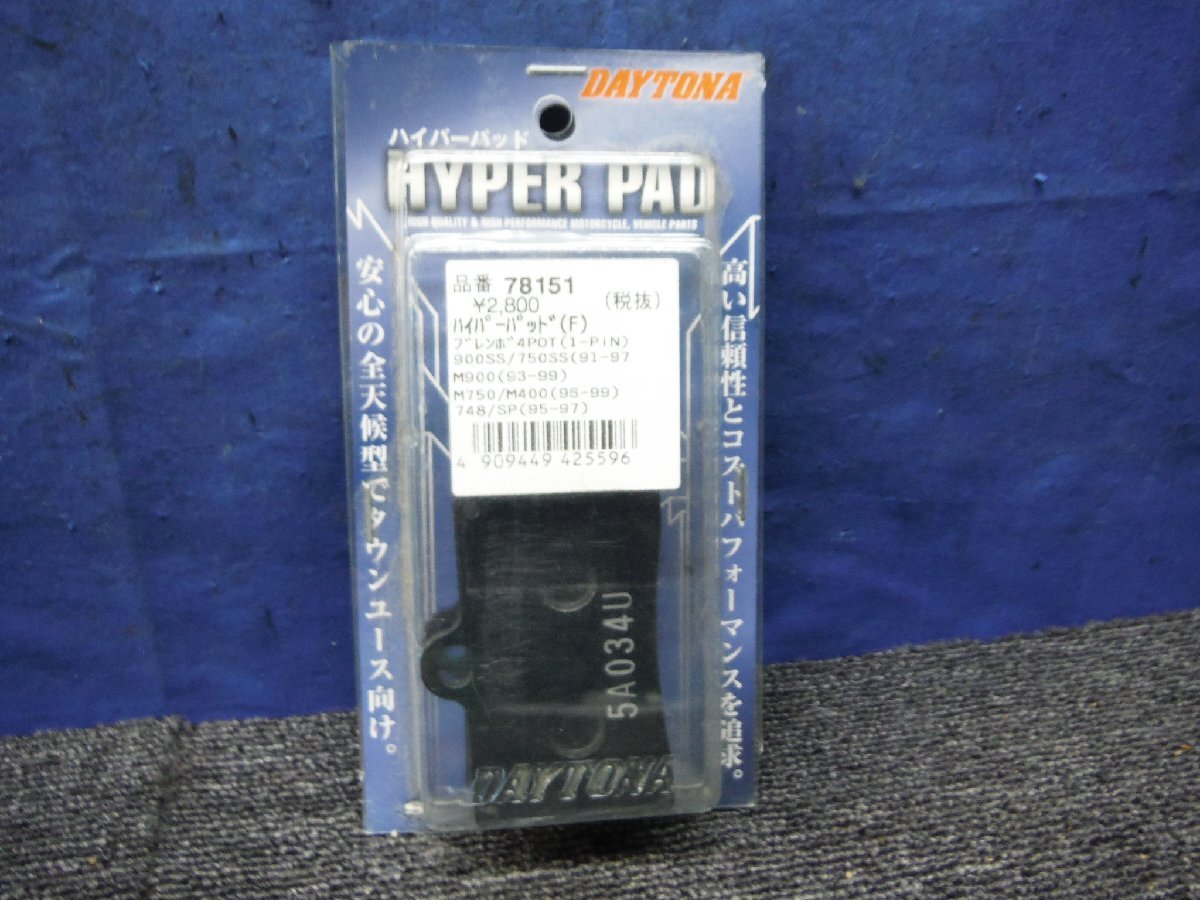 DAYTONA
ハイパーパッド
HYPER PAD
HIGH QUALITY & HIGH PERFORMANCE MOTORCYCLE, VEHICLE PARTS
安心の全天候型でタウンユース向け。
高い信頼性とコストパフォーマンスを追求。
品番 78151
¥2,800 (税抜)
ﾊｲﾊﾟｰﾊﾟｯﾄﾞ(F)
ﾌﾞﾚﾝﾎﾞ4POT(1-PIN)
900SS/750SS(91-97
M900(93-99)
M750/M400(96-99)
748/SP(95-97)
4 909449 425596
5A034U
DAYTONA